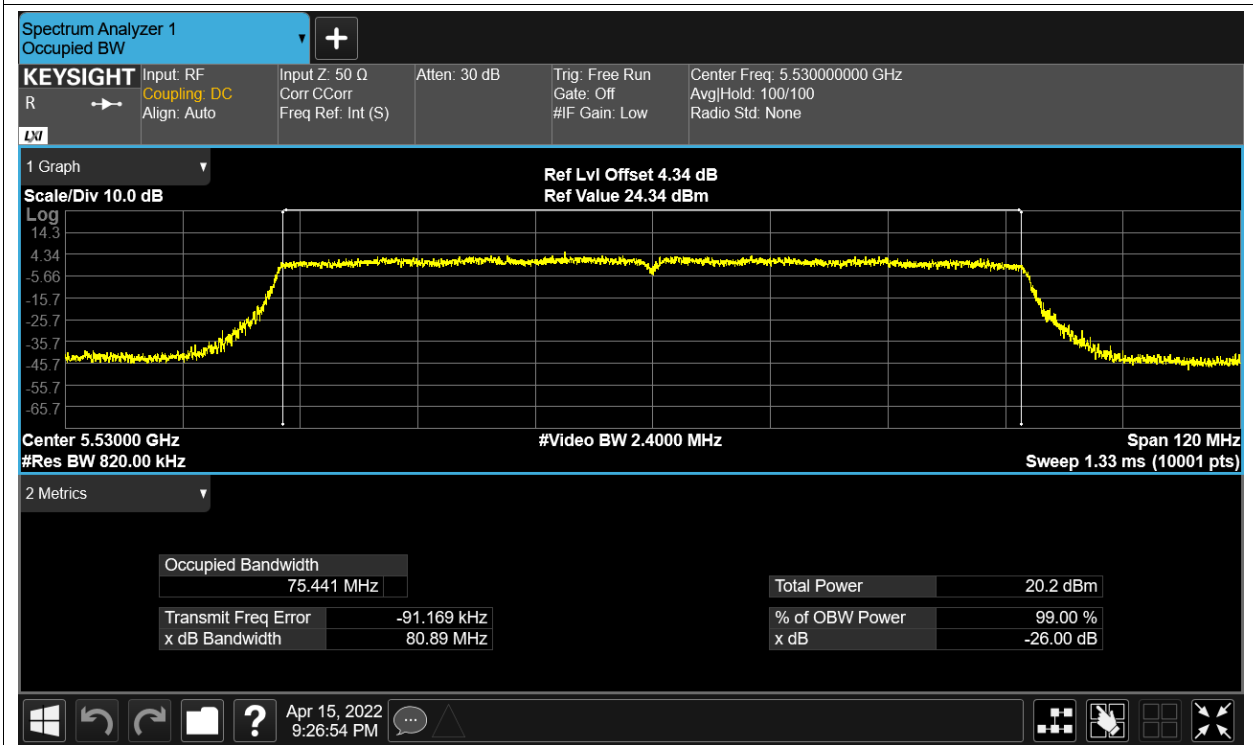 Spectrum Analyzer 1
Occupied BW
KEYSIGHT
R
LXI
Input: RF
Coupling: DC
Align: Auto
Input Z: 50 Ω
Corr CCorr
Freq Ref: Int (S)
Atten: 30 dB
Trig: Free Run
Gate: Off
#IF Gain: Low
Center Freq: 5.530000000 GHz
Avg|Hold: 100/100
Radio Std: None
1 Graph
Scale/Div 10.0 dB
Ref Lvl Offset 4.34 dB
Ref Value 24.34 dBm
Log
14.3
4.34
-5.66
-15.7
-25.7
-35.7
-45.7
-55.7
-65.7
Center 5.53000 GHz
#Video BW 2.4000 MHz
Span 120 MHz
#Res BW 820.00 kHz
Sweep 1.33 ms (10001 pts)
2 Metrics
Occupied Bandwidth
75.441 MHz
Total Power 20.2 dBm
Transmit Freq Error -91.169 kHz
% of OBW Power 99.00 %
x dB Bandwidth 80.89 MHz
x dB -26.00 dB
?
Apr 15, 2022
9:26:54 PM